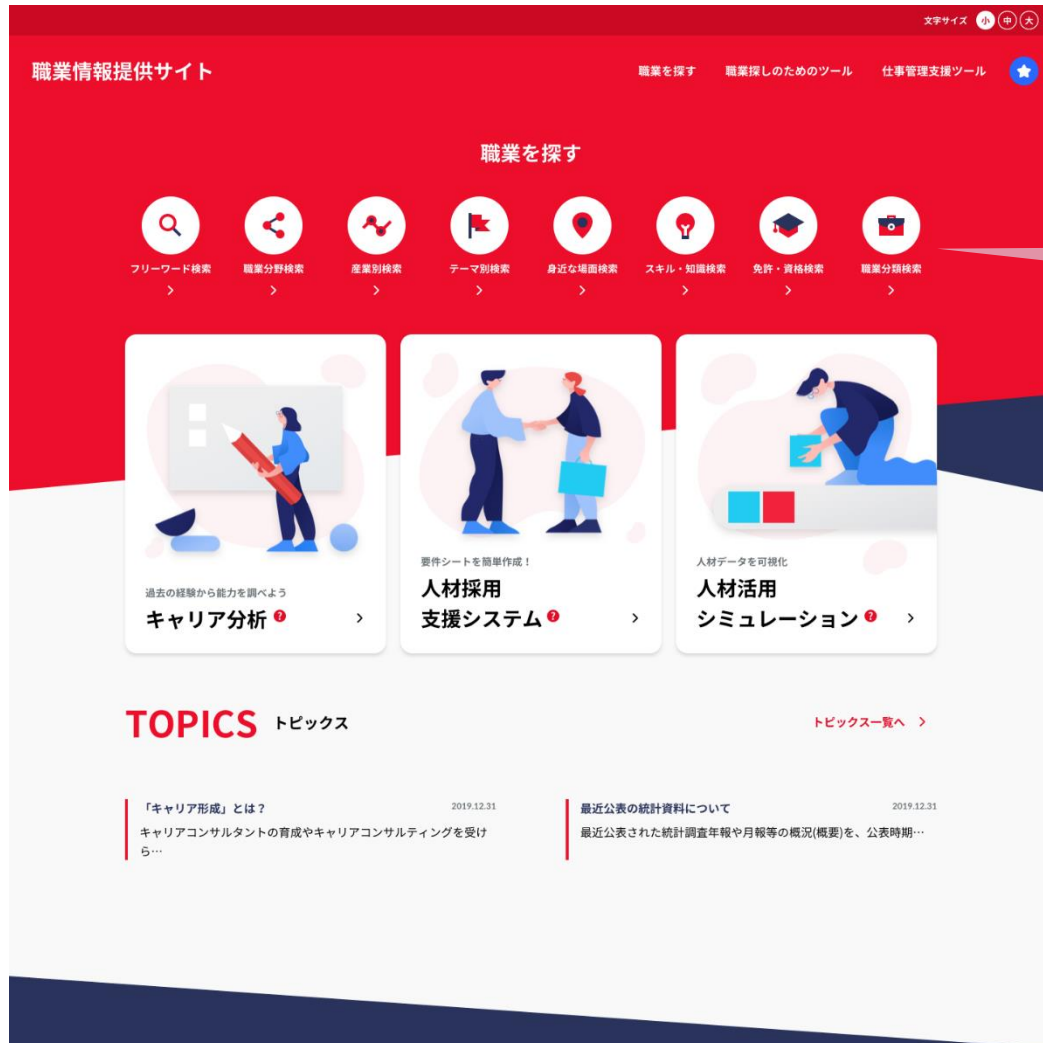 文字サイズ 小 中 大
職業情報提供サイト
職業を探す 職業探しのためのツール 仕事管理支援ツール
職業を探す
フリーワード検索 職業分野検索 産業別検索 テーマ別検索 身近な場面検索 スキル・知識検索 免許・資格検索 職業分類検索
過去の経験から能力を調べよう
キャリア分析 ?
要件シートを簡単作成!
人材採用
支援システム ?
人材データを可視化
人材活用
シミュレーション ?
TOPICS トピックス
トピックス一覧へ
「キャリア形成」とは? 2019.12.31
キャリアコンサルタントの育成やキャリアコンサルティングを受け
ら…
最近公表の統計資料について 2019.12.31
最近公表された統計調査年報や月報等の概況(概要)を、公表時期…